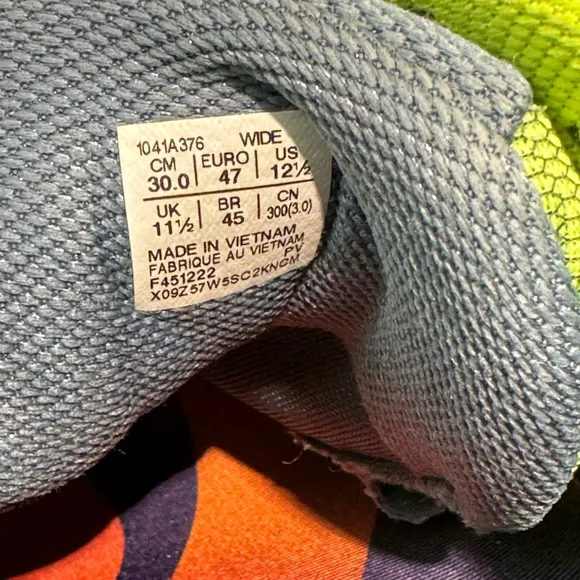 1041A376 WIDE
CM EURO US
30.0 47 12½
UK BR CN
11½ 45 300(3.0)
MADE IN VIETNAM
FABRIQUE AU VIETNAM
F451222 PV
X09Z57W5SC2KNCM